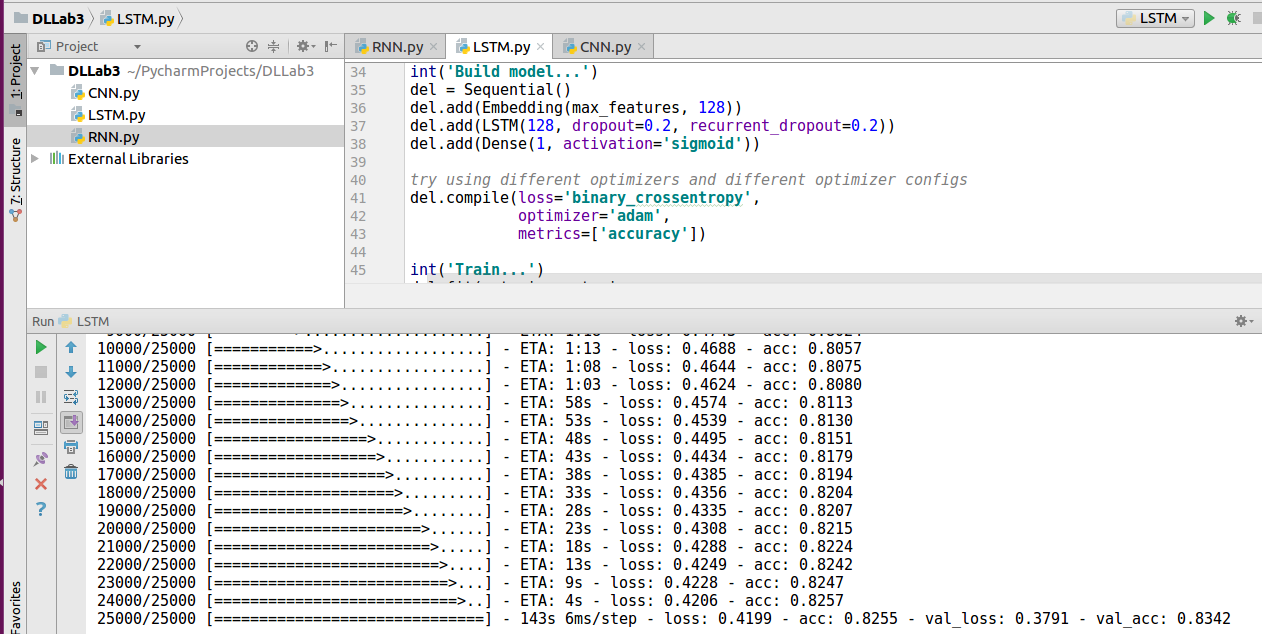 DLLab3 LSTM.py LSTM
Project RNN.py LSTM.py CNN.py
1: Project
7: Structure
Favorites
DLLab3 ~/PycharmProjects/DLLab3
CNN.py
LSTM.py
RNN.py
External Libraries
34 int('Build model...')
35 del = Sequential()
36 del.add(Embedding(max_features, 128))
37 del.add(LSTM(128, dropout=0.2, recurrent_dropout=0.2))
38 del.add(Dense(1, activation='sigmoid'))
39
40 try using different optimizers and different optimizer configs
41 del.compile(loss='binary_crossentropy',
42 optimizer='adam',
43 metrics=['accuracy'])
44
45 int('Train...')
Run LSTM
10000/25000 [===========>..................] - ETA: 1:13 - loss: 0.4688 - acc: 0.8057
11000/25000 [============>.................] - ETA: 1:08 - loss: 0.4644 - acc: 0.8075
12000/25000 [=============>................] - ETA: 1:03 - loss: 0.4624 - acc: 0.8080
13000/25000 [==============>...............] - ETA: 58s - loss: 0.4574 - acc: 0.8113
14000/25000 [===============>..............] - ETA: 53s - loss: 0.4539 - acc: 0.8130
15000/25000 [=================>............] - ETA: 48s - loss: 0.4495 - acc: 0.8151
16000/25000 [==================>...........] - ETA: 43s - loss: 0.4434 - acc: 0.8179
17000/25000 [===================>..........] - ETA: 38s - loss: 0.4385 - acc: 0.8194
18000/25000 [====================>.........] - ETA: 33s - loss: 0.4356 - acc: 0.8204
19000/25000 [=====================>........] - ETA: 28s - loss: 0.4335 - acc: 0.8207
20000/25000 [=======================>......] - ETA: 23s - loss: 0.4308 - acc: 0.8215
21000/25000 [========================>.....] - ETA: 18s - loss: 0.4288 - acc: 0.8224
22000/25000 [=========================>....] - ETA: 13s - loss: 0.4249 - acc: 0.8242
23000/25000 [==========================>...] - ETA: 9s - loss: 0.4228 - acc: 0.8247
24000/25000 [===========================>..] - ETA: 4s - loss: 0.4206 - acc: 0.8257
25000/25000 [==============================] - 143s 6ms/step - loss: 0.4199 - acc: 0.8255 - val_loss: 0.3791 - val_acc: 0.8342